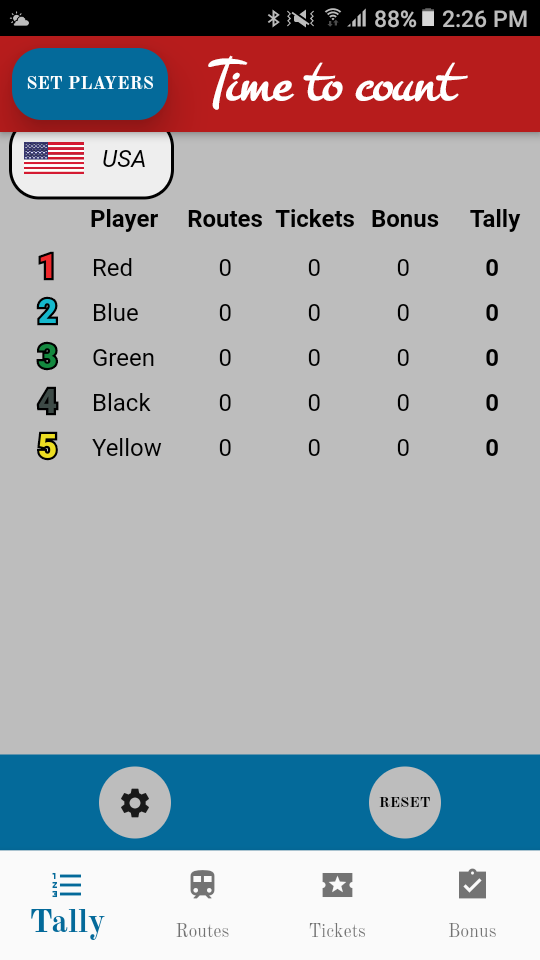 88% 2:26 PM
SET PLAYERS Time to count
USA
Player Routes Tickets Bonus Tally
1 Red 0 0 0 0
2 Blue 0 0 0 0
3 Green 0 0 0 0
4 Black 0 0 0 0
5 Yellow 0 0 0 0
RESET
Tally Routes Tickets Bonus